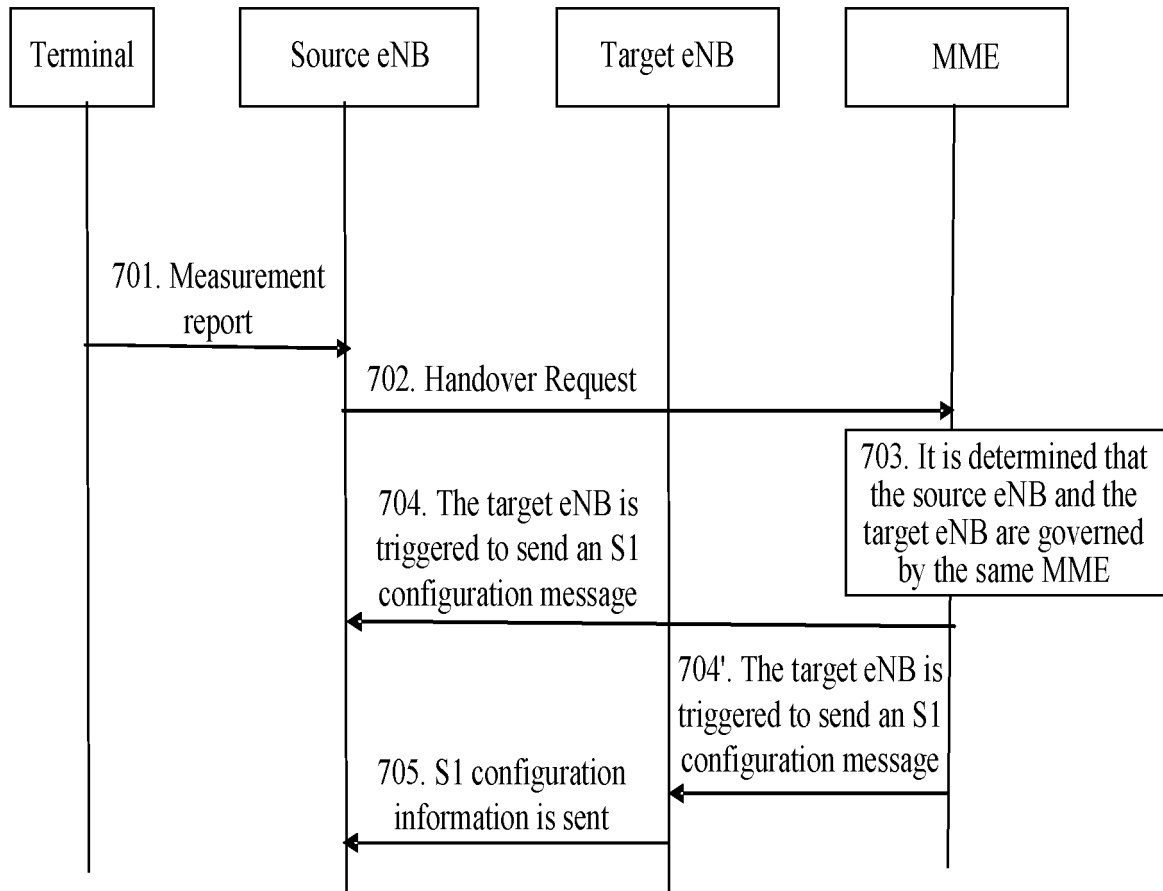 Terminal
Source eNB
Target eNB
MME
701. Measurement
report
702. Handover Request
703. It is determined that
the source eNB and the
target eNB are governed
by the same MME
704. The target eNB is
triggered to send an S1
configuration message
704'. The target eNB is
triggered to send an S1
configuration message
705. S1 configuration
information is sent